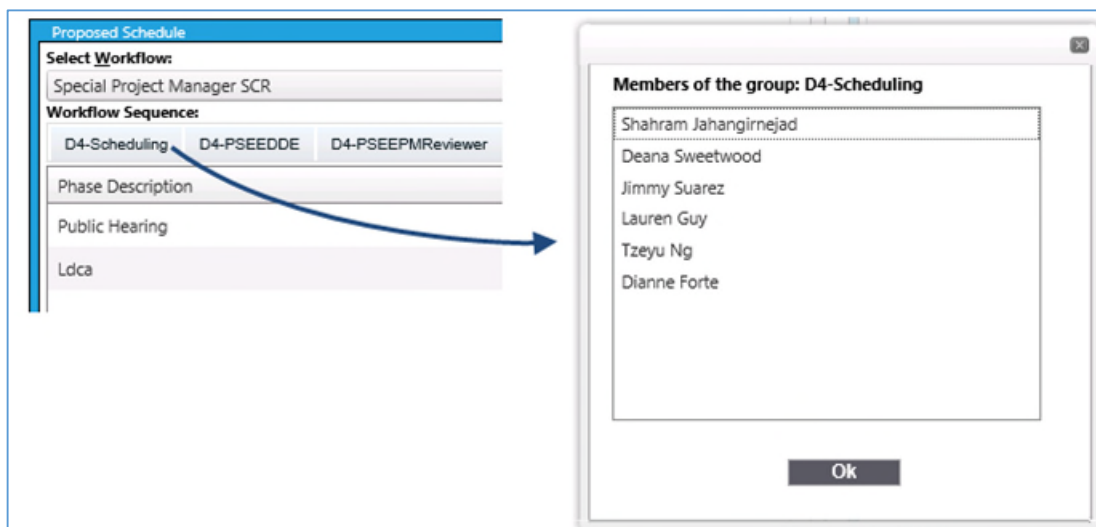 Proposed Schedule
Select Workflow:
Special Project Manager SCR
Workflow Sequence:
D4-Scheduling D4-PSEEDDE D4-PSEEPMReviewer
Phase Description
Public Hearing
Ldca
Members of the group: D4-Scheduling
Shahram Jahangirnejad
Deana Sweetwood
Jimmy Suarez
Lauren Guy
Tzeyu Ng
Dianne Forte
Ok